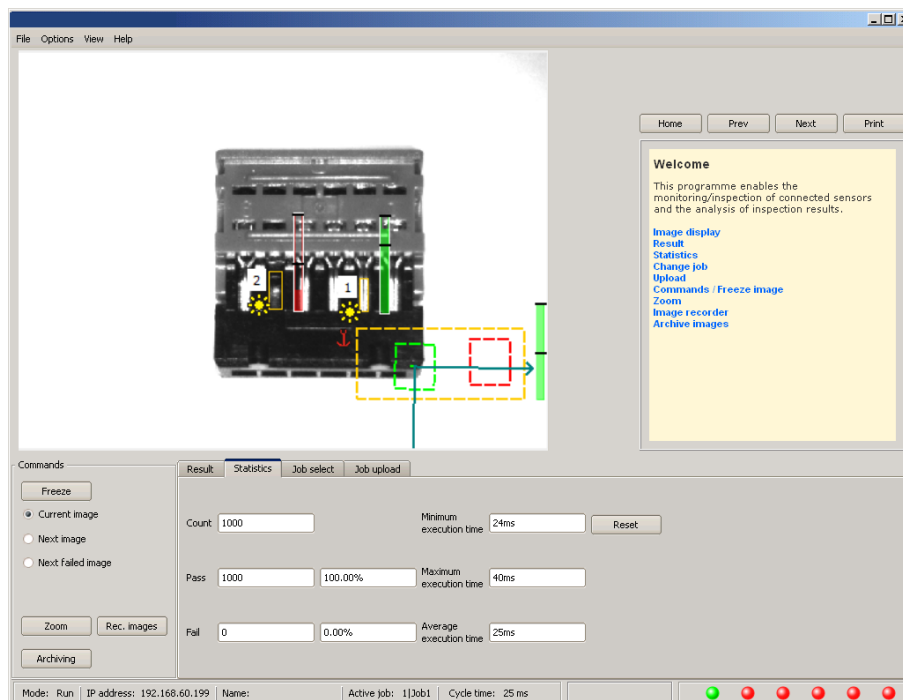 File Options View Help
Home Prev Next Print
Welcome
This programme enables the
monitoring/inspection of connected sensors
and the analysis of inspection results.
Image display
Result
Statistics
Change job
Upload
Commands / Freeze image
Zoom
Image recorder
Archive images
2
1
Commands
Freeze
Current image
Next image
Next failed image
Zoom Rec. images
Archiving
Result Statistics Job select Job upload
Count 1000 Minimum
execution time 24ms Reset
Pass 1000 100.00% Maximum
execution time 40ms
Fail 0 0.00% Average
execution time 25ms
Mode: Run IP address: 192.168.60.199 Name: Active job: 1|Job1 Cycle time: 25 ms